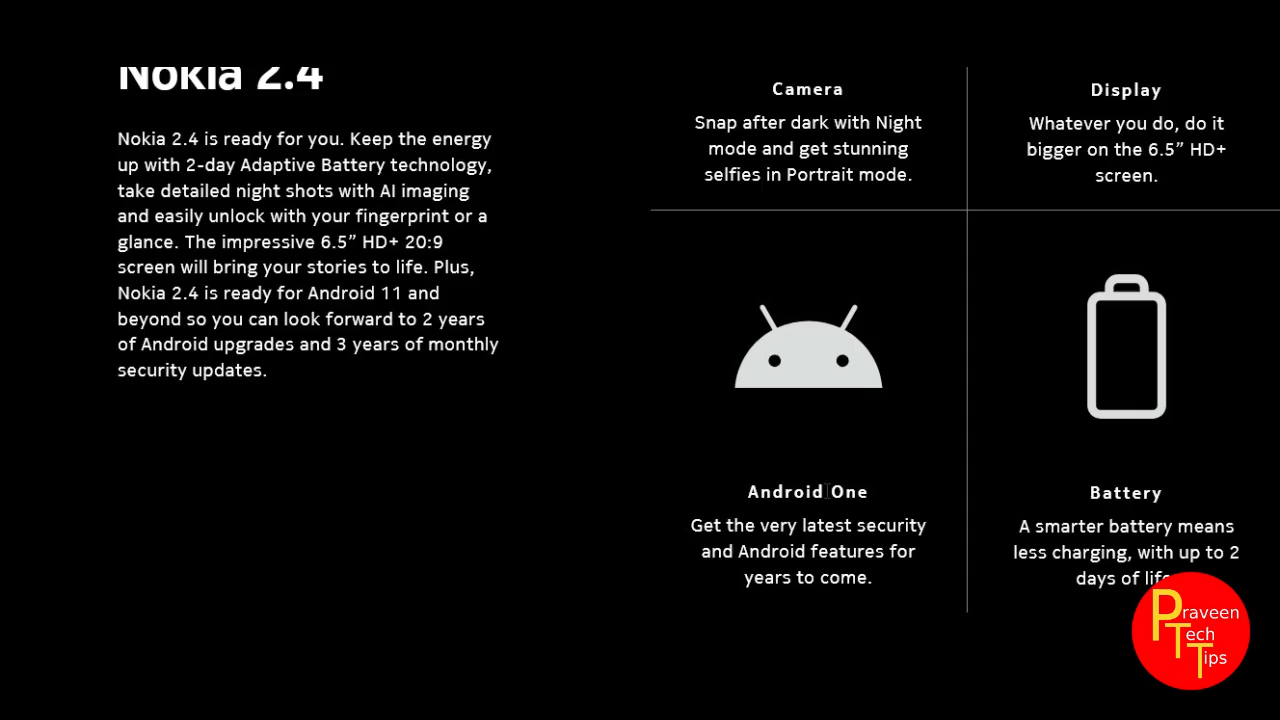 Nokia 2.4
Nokia 2.4 is ready for you. Keep the energy
up with 2-day Adaptive Battery technology,
take detailed night shots with AI imaging
and easily unlock with your fingerprint or a
glance. The impressive 6.5” HD+ 20:9
screen will bring your stories to life. Plus,
Nokia 2.4 is ready for Android 11 and
beyond so you can look forward to 2 years
of Android upgrades and 3 years of monthly
security updates.
Camera
Snap after dark with Night
mode and get stunning
selfies in Portrait mode.
Display
Whatever you do, do it
bigger on the 6.5” HD+
screen.
Android One
Get the very latest security
and Android features for
years to come.
Battery
A smarter battery means
less charging, with up to 2
days of life
Praveen
Tech
Tips